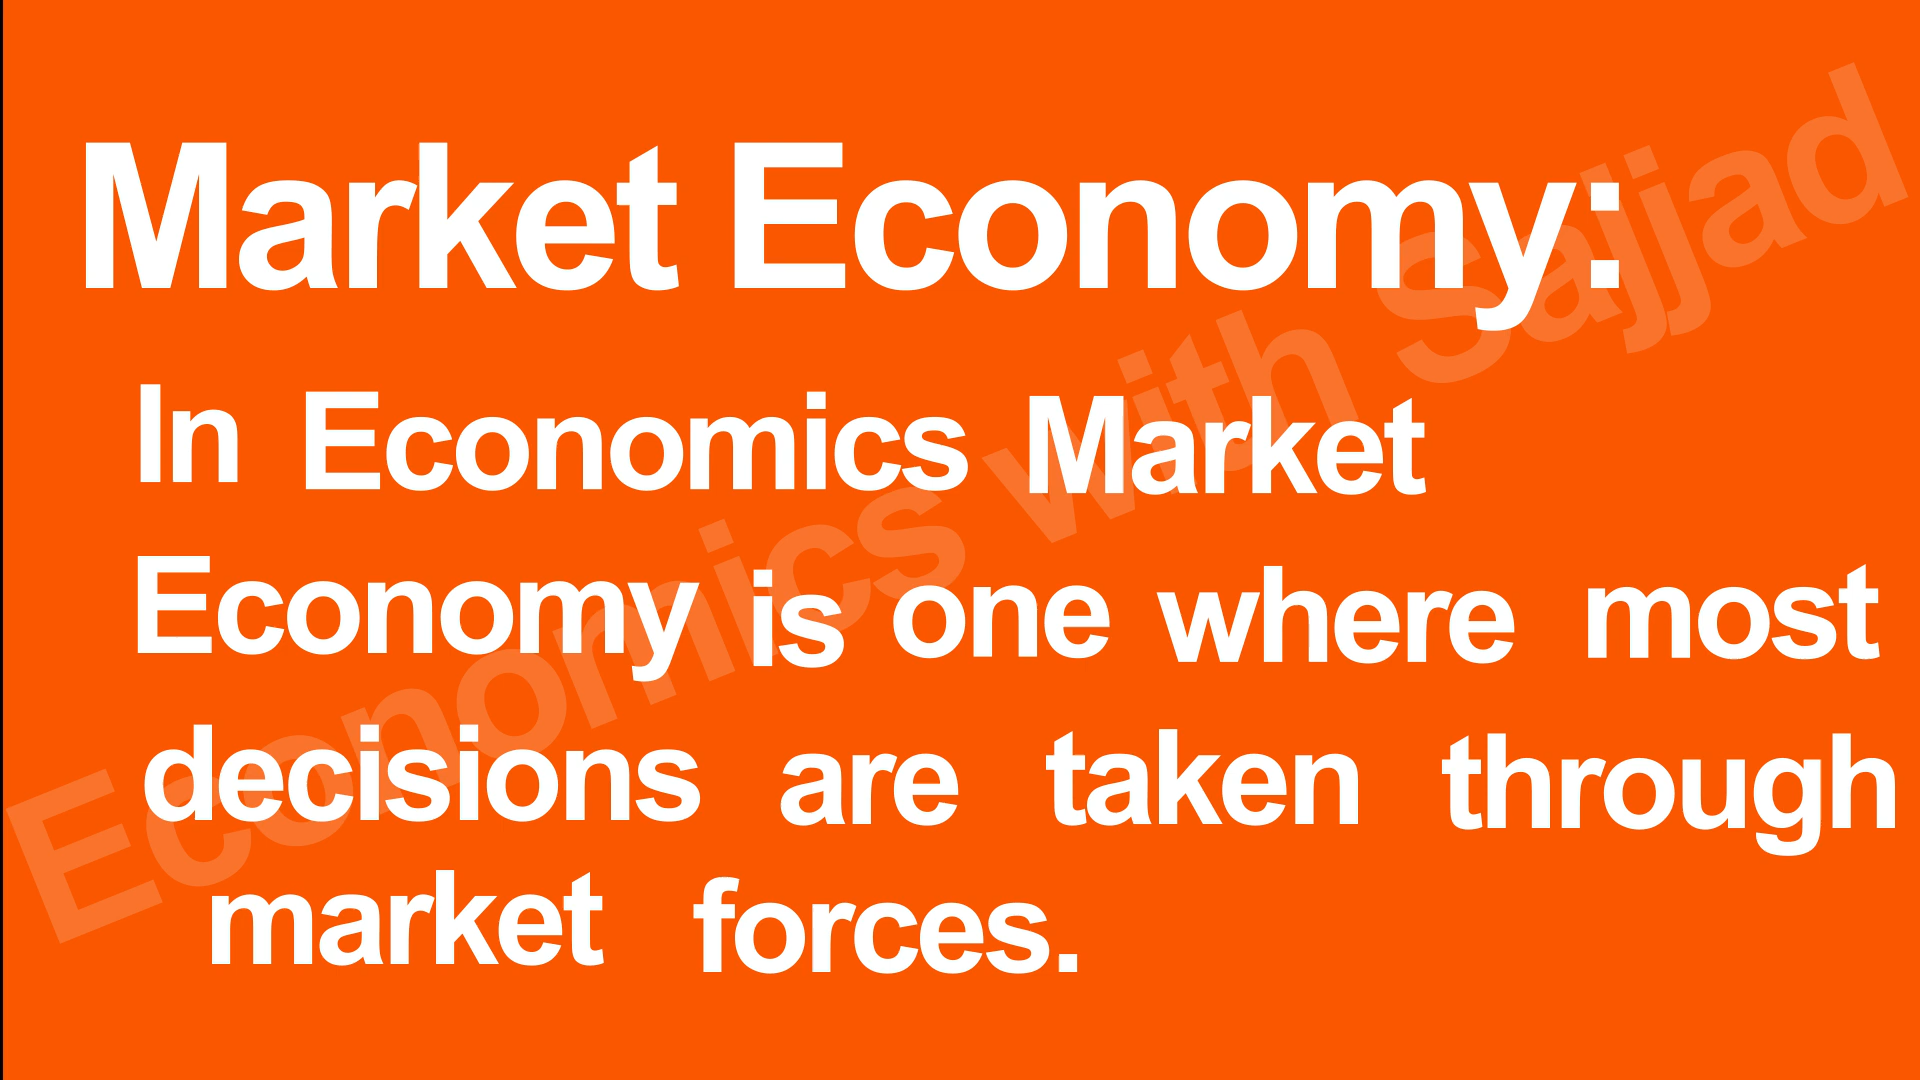 Market Economy:
In Economics Market
Economy is one where most
decisions are taken through
market forces.
Economics with Sajjad